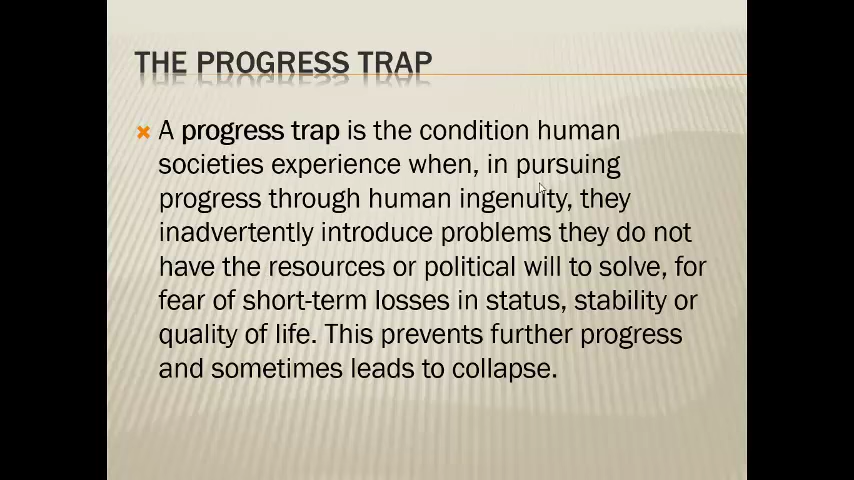 THE PROGRESS TRAP
A progress trap is the condition human
societies experience when, in pursuing
progress through human ingenuity, they
inadvertently introduce problems they do not
have the resources or political will to solve, for
fear of short-term losses in status, stability or
quality of life. This prevents further progress
and sometimes leads to collapse.